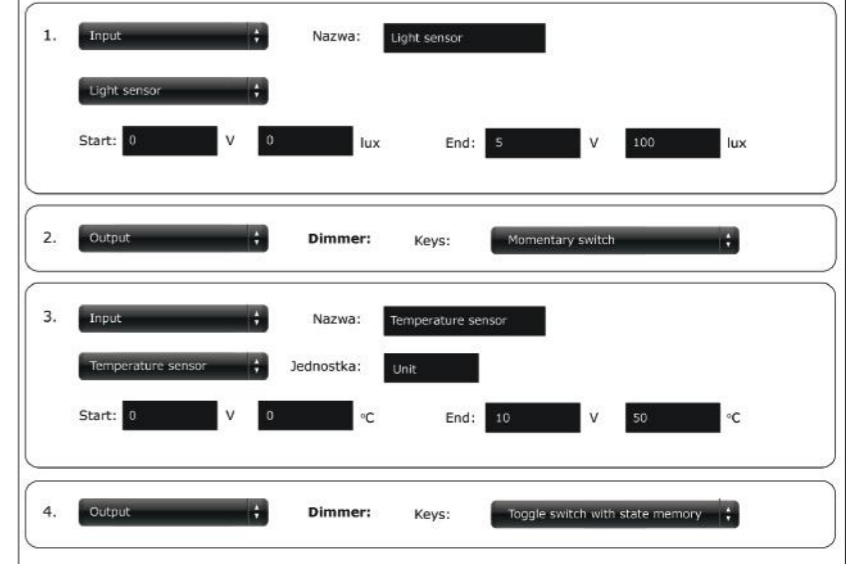 1. Input Nazwa: Light sensor
Light sensor
Start: 0 V 0 lux End: 5 V 100 lux
2. Output Dimmer: Keys: Momentary switch
3. Input Nazwa: Temperature sensor
Temperature sensor Jednostka: Unit
Start: 0 V 0 °C End: 10 V 50 °C
4. Output Dimmer: Keys: Toggle switch with state memory